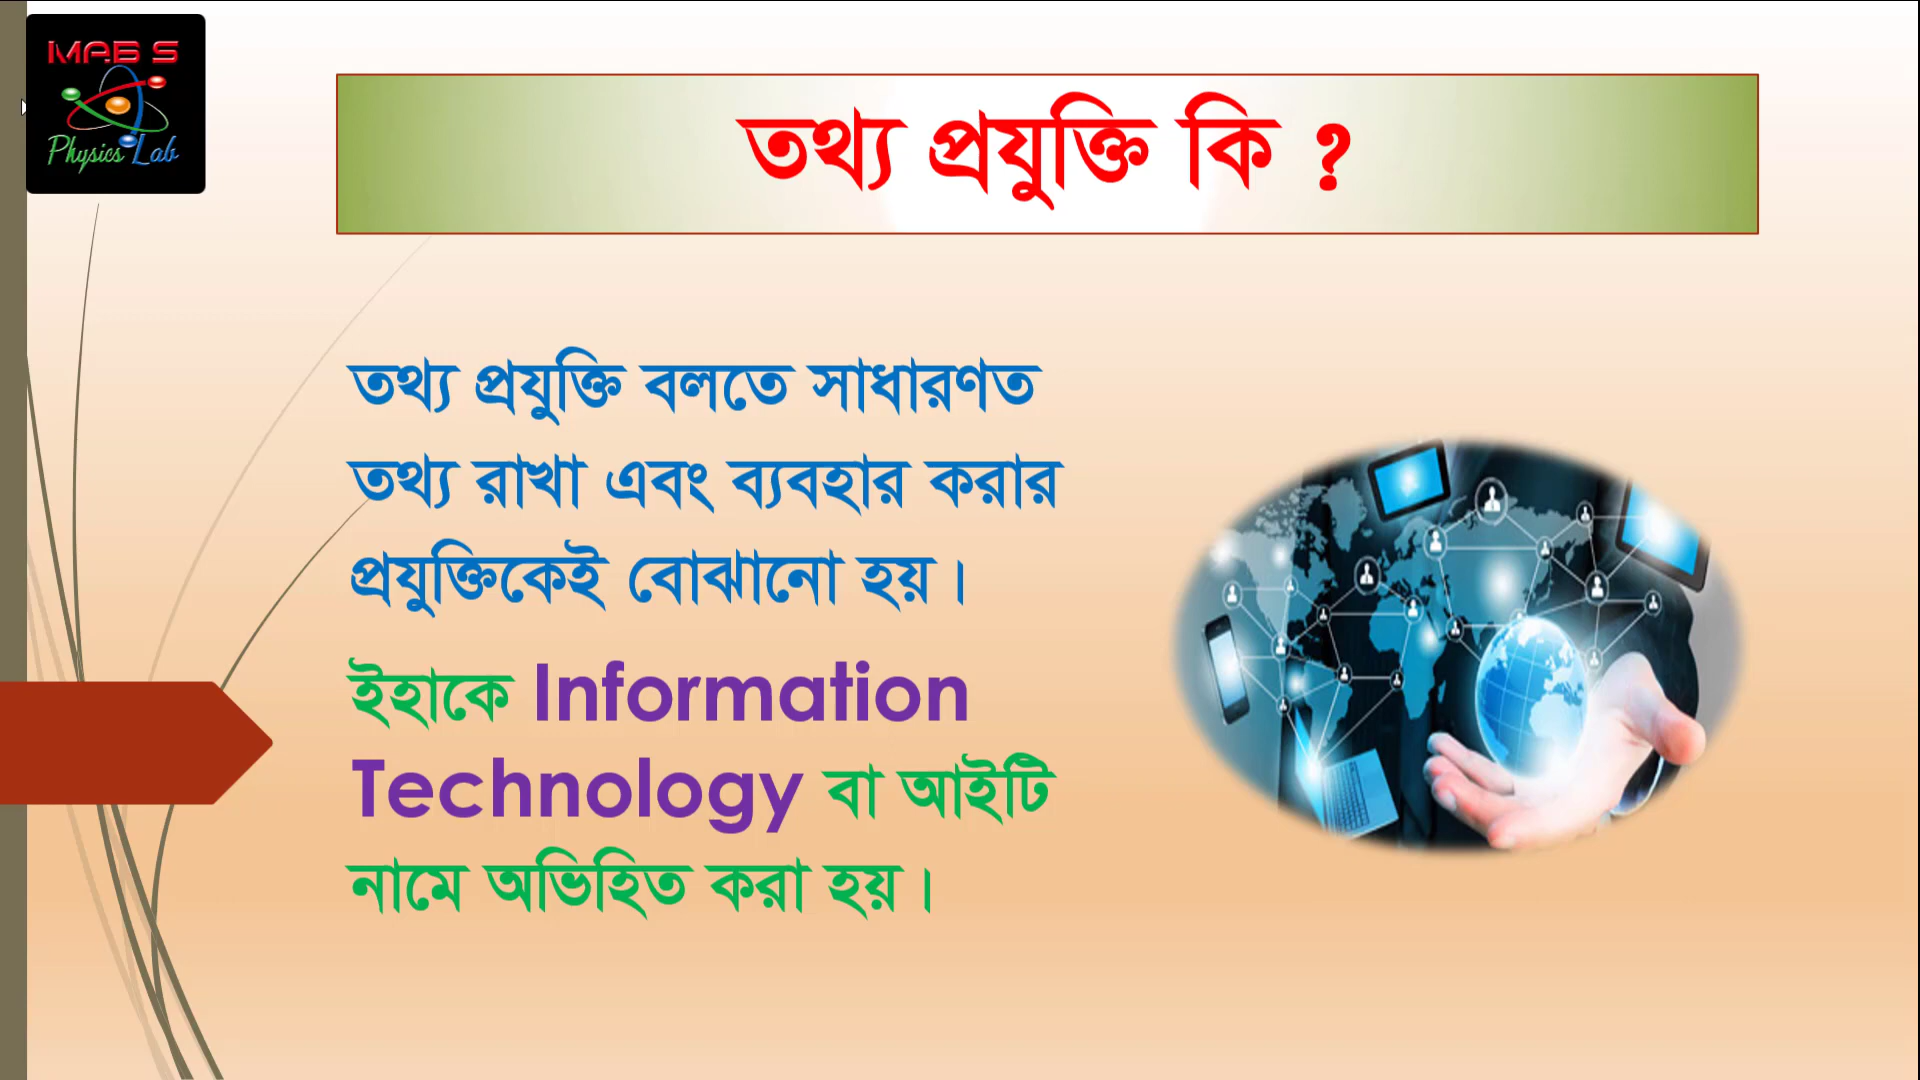 MAB S
Physics Lab
তথ্য প্রযুক্তি কি ?
তথ্য প্রযুক্তি বলতে সাধারণত
তথ্য রাখা এবং ব্যবহার করার
প্রযুক্তিকেই বোঝানো হয়।
ইহাকে Information
Technology বা আইটি
নামে অভিহিত করা হয়।